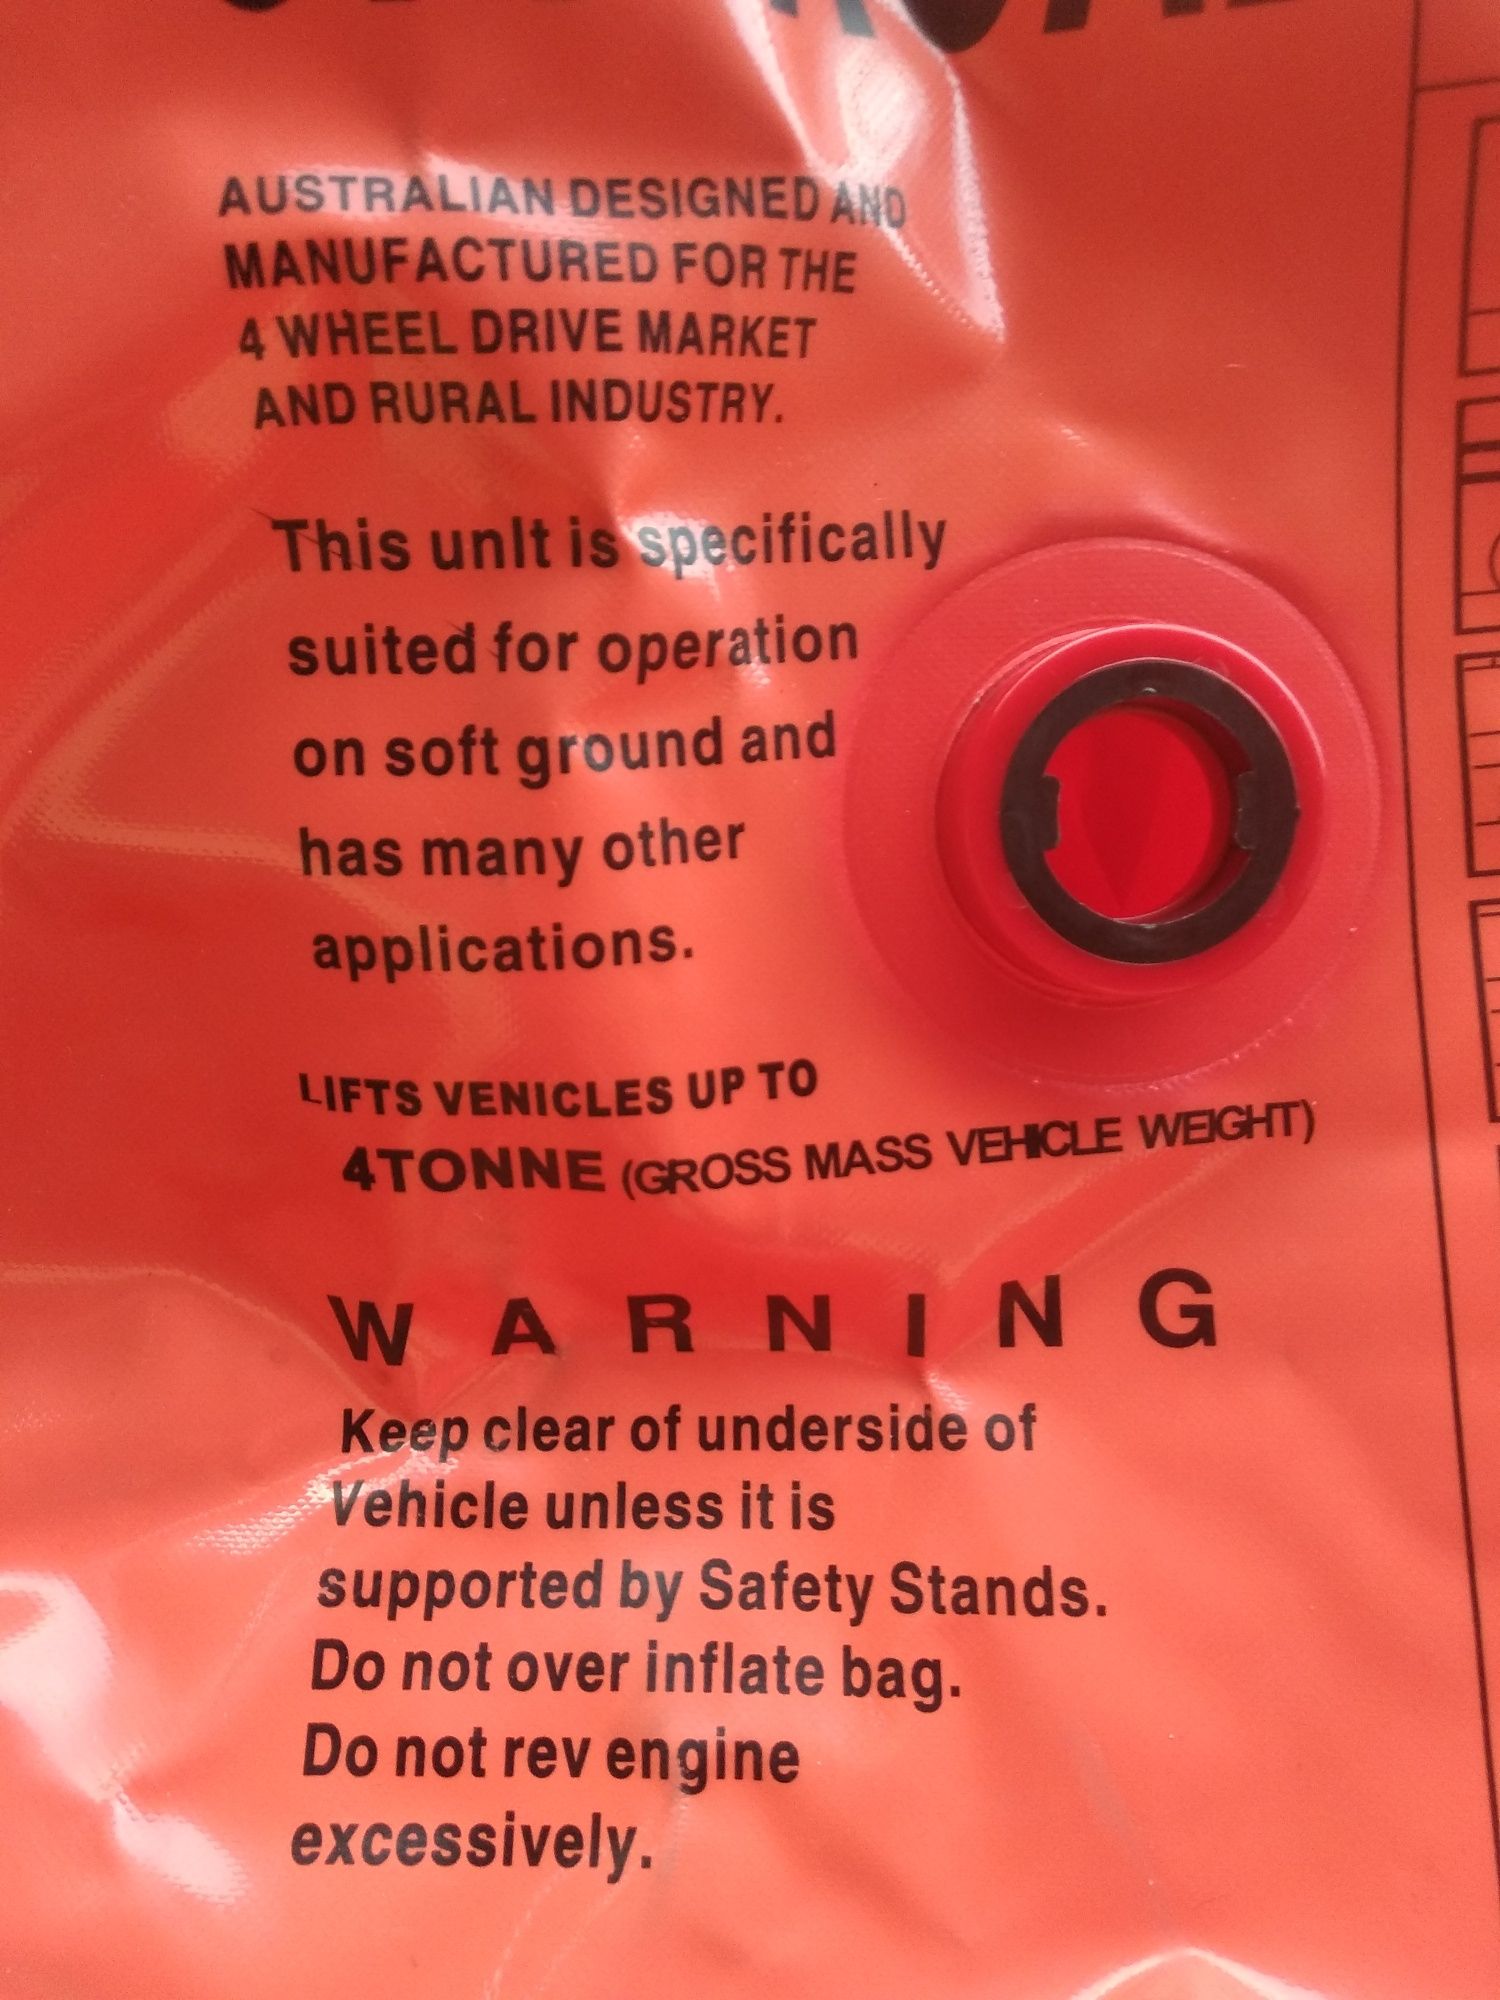 AUSTRALIAN DESIGNED AND
MANUFACTURED FOR THE
4 WHEEL DRIVE MARKET
AND RURAL INDUSTRY.
This unlt is specifically
suited for operation
on soft ground and
has many other
applications.
LIFTS VENICLES UP TO
4TONNE (GROSS MASS VEHICLE WEIGHT)
WARNING
Keep clear of underside of
Vehicle unless it is
supported by Safety Stands.
Do not over inflate bag.
Do not rev engine
excessively.